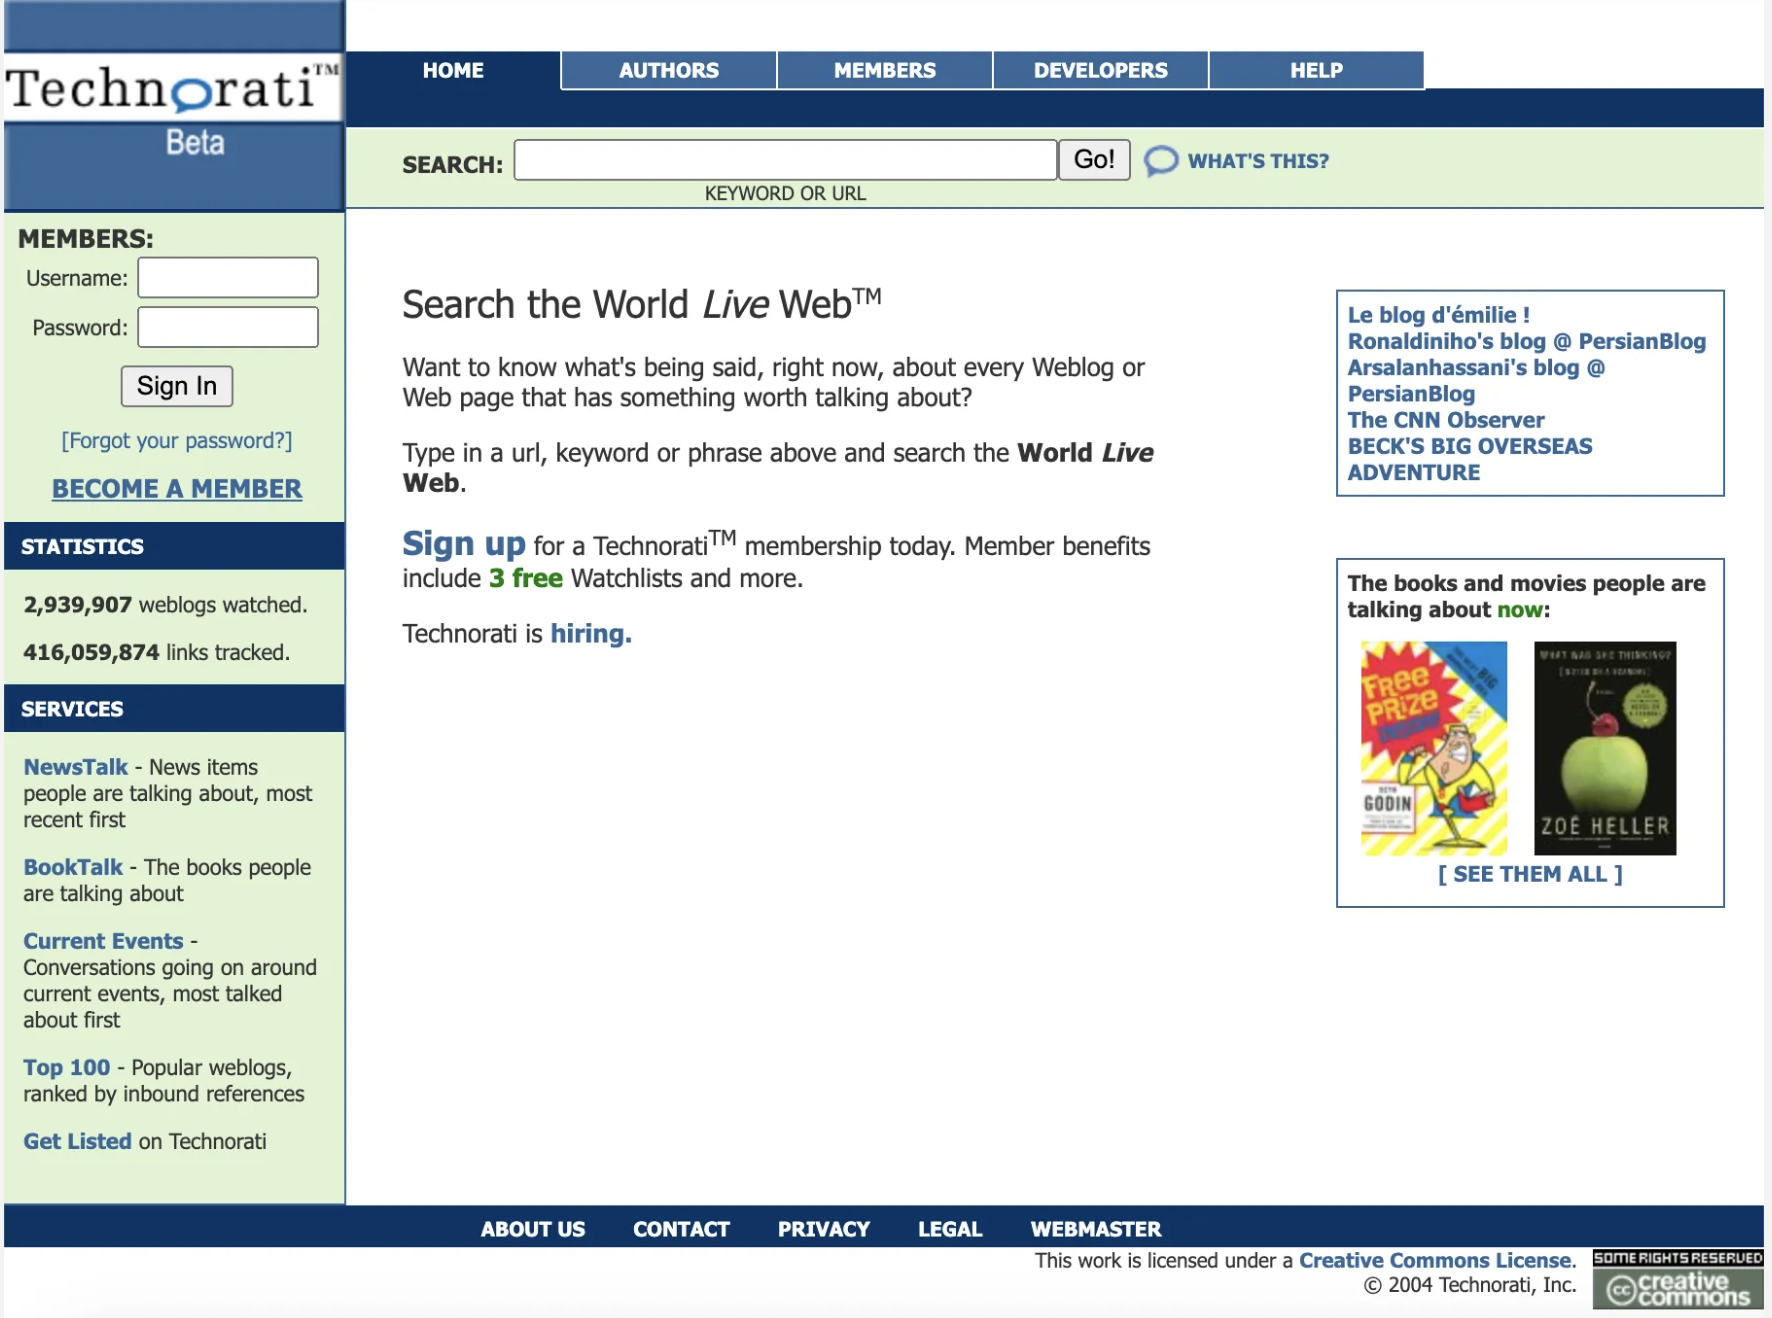 Technorati™
Beta
HOME
AUTHORS
MEMBERS
DEVELOPERS
HELP
SEARCH:
Go!
WHAT'S THIS?
KEYWORD OR URL
MEMBERS:
Username:
Password:
Sign In
[Forgot your password?]
BECOME A MEMBER
STATISTICS
2,939,907 weblogs watched.
416,059,874 links tracked.
SERVICES
NewsTalk - News items
people are talking about, most
recent first
BookTalk - The books people
are talking about
Current Events -
Conversations going on around
current events, most talked
about first
Top 100 - Popular weblogs,
ranked by inbound references
Get Listed on Technorati
Search the World Live Web™
Want to know what's being said, right now, about every Weblog or
Web page that has something worth talking about?
Type in a url, keyword or phrase above and search the World Live
Web.
Sign up for a Technorati™ membership today. Member benefits
include 3 free Watchlists and more.
Technorati is hiring.
Le blog d'émilie !
Ronaldiniho's blog @ PersianBlog
Arsalanhassani's blog @
PersianBlog
The CNN Observer
BECK'S BIG OVERSEAS
ADVENTURE
The books and movies people are
talking about now:
FREE
PRIZE
INSIDE!
SETH
GODIN
WHAT WAS SHE THINKING?
ZOË HELLER
[ SEE THEM ALL ]
ABOUT US
CONTACT
PRIVACY
LEGAL
WEBMASTER
This work is licensed under a Creative Commons License.
© 2004 Technorati, Inc.
SOME RIGHTS RESERVED
cc creative
commons